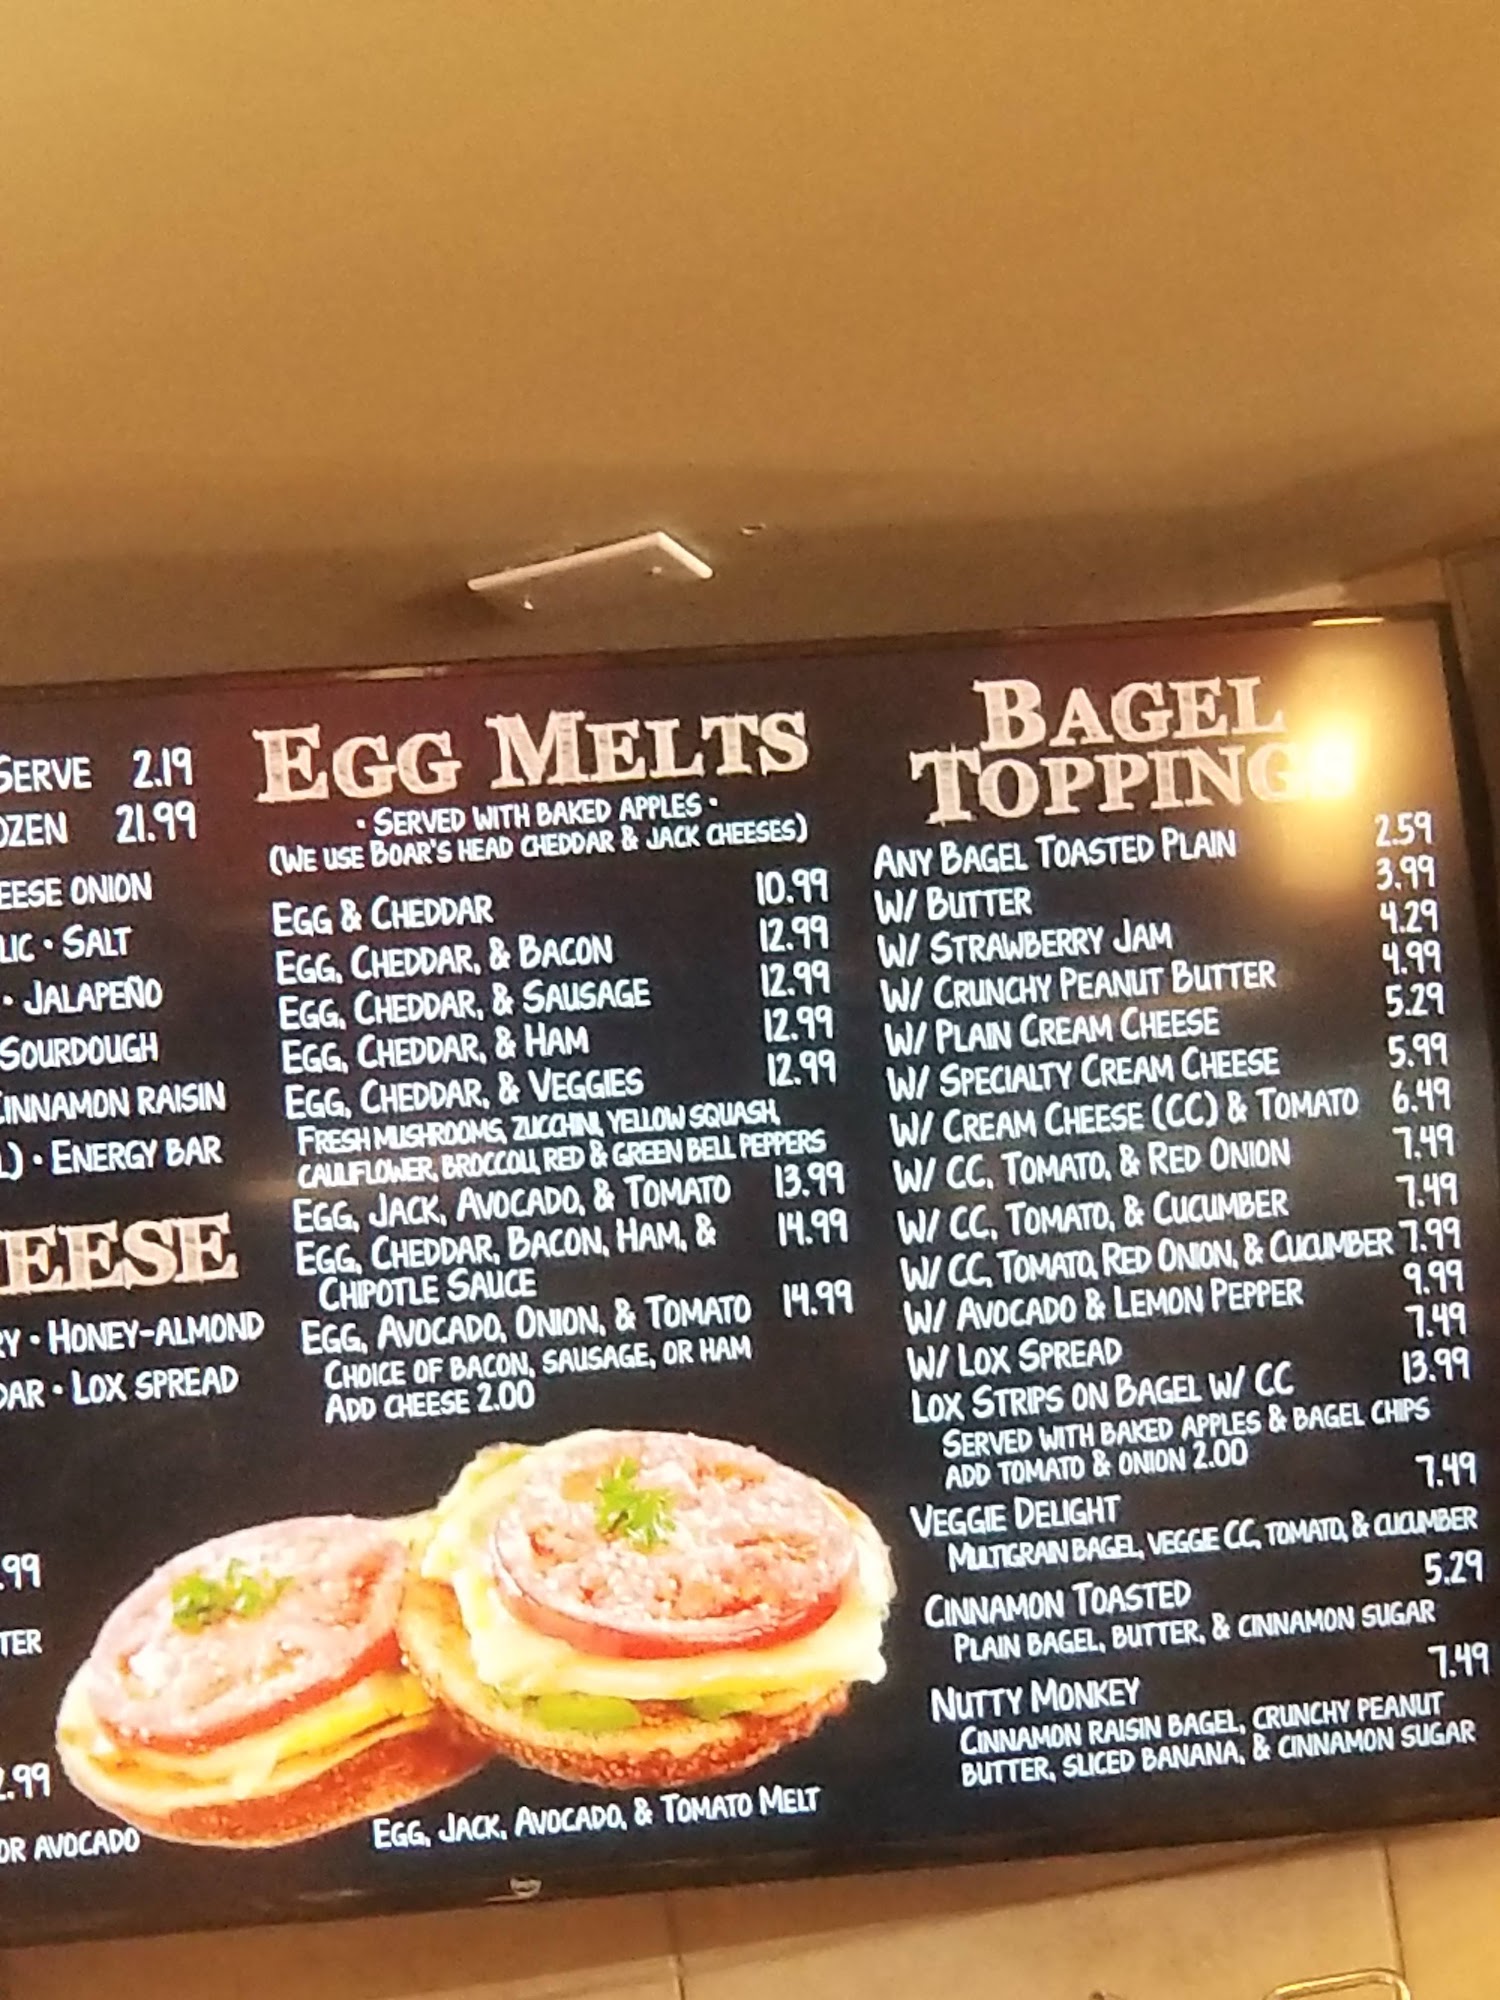 SERVE 2.19
21.99
ONION
• SALT
• JALAPEÑO
SOURDOUGH
CINNAMON RAISIN
• ENERGY BAR
• HONEY-ALMOND
• LOX SPREAD
.99
.99
OR AVOCADO
EGG MELTS
• SERVED WITH BAKED APPLES •
(WE USE BOAR'S HEAD CHEDDAR & JACK CHEESES)
EGG & CHEDDAR 10.99
EGG, CHEDDAR, & BACON 12.99
EGG, CHEDDAR, & SAUSAGE 12.99
EGG, CHEDDAR, & HAM 12.99
EGG, CHEDDAR, & VEGGIES 12.99
FRESH MUSHROOMS, ZUCCHINI, YELLOW SQUASH,
CAULIFLOWER, BROCCOLI, RED & GREEN BELL PEPPERS
EGG, JACK, AVOCADO, & TOMATO 13.99
EGG, CHEDDAR, BACON, HAM, & 14.99
CHIPOTLE SAUCE
EGG, AVOCADO, ONION, & TOMATO 14.99
CHOICE OF BACON, SAUSAGE, OR HAM
ADD CHEESE 2.00
EGG, JACK, AVOCADO, & TOMATO MELT
BAGEL
TOPPINGS
ANY BAGEL TOASTED PLAIN 2.59
W/ BUTTER 3.99
W/ STRAWBERRY JAM 4.29
W/ CRUNCHY PEANUT BUTTER 4.99
W/ PLAIN CREAM CHEESE 5.29
W/ SPECIALTY CREAM CHEESE 5.99
W/ CREAM CHEESE (CC) & TOMATO 6.49
W/ CC, TOMATO, & RED ONION 7.49
W/ CC, TOMATO, & CUCUMBER 7.49
W/ CC, TOMATO, RED ONION, & CUCUMBER 7.99
W/ AVOCADO & LEMON PEPPER 9.99
W/ LOX SPREAD 7.49
LOX STRIPS ON BAGEL W/ CC 13.99
SERVED WITH BAKED APPLES & BAGEL CHIPS
ADD TOMATO & ONION 2.00
VEGGIE DELIGHT 7.49
MULTIGRAIN BAGEL, VEGGIE CC, TOMATO, & CUCUMBER
CINNAMON TOASTED 5.29
PLAIN BAGEL, BUTTER, & CINNAMON SUGAR
NUTTY MONKEY 7.49
CINNAMON RAISIN BAGEL, CRUNCHY PEANUT
BUTTER, SLICED BANANA, & CINNAMON SUGAR